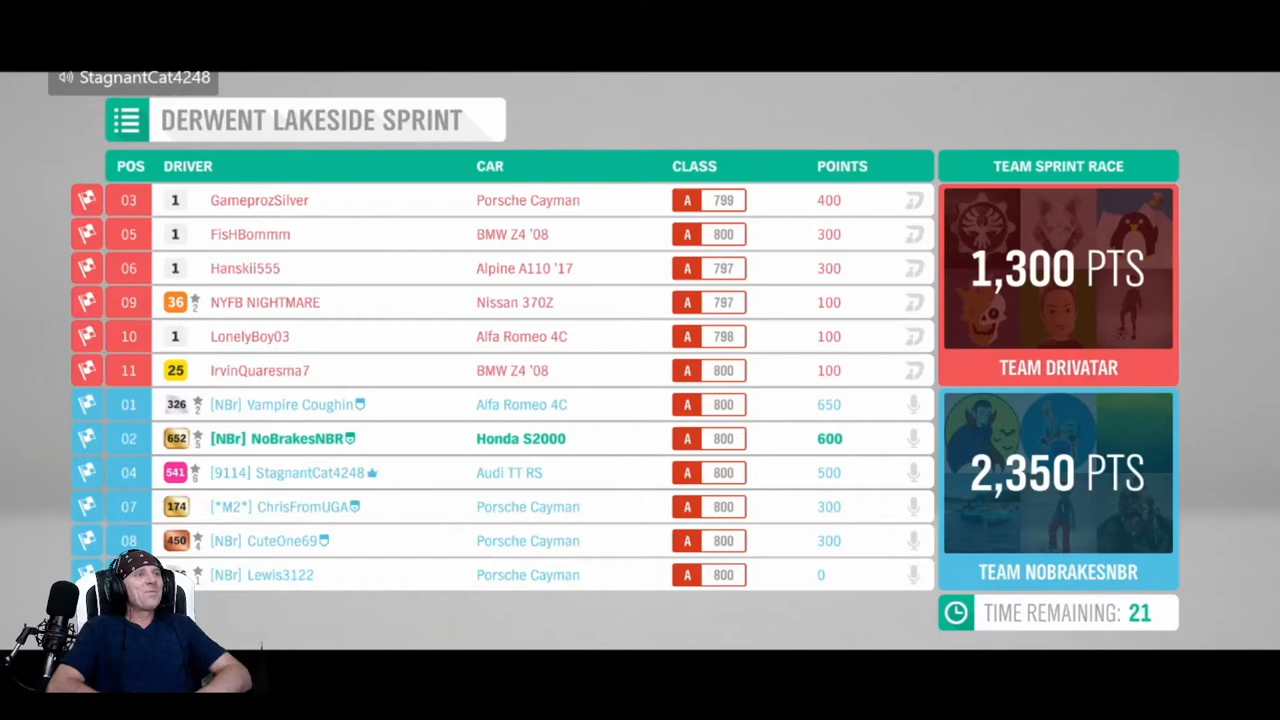 StagnantCat4248
DERWENT LAKESIDE SPRINT
POS DRIVER CAR CLASS POINTS
03 1 GameprozSilver Porsche Cayman A 799 400
05 1 FisHBommm BMW Z4 '08 A 800 300
06 1 Hanskii555 Alpine A110 '17 A 797 300
09 36 2 NYFB NIGHTMARE Nissan 370Z A 797 100
10 1 LonelyBoy03 Alfa Romeo 4C A 798 100
11 25 IrvinQuaresma7 BMW Z4 '08 A 800 100
01 326 2 [NBr] Vampire Coughin Alfa Romeo 4C A 800 650
02 652 5 [NBr] NoBrakesNBR Honda S2000 A 800 600
04 541 6 [9114] StagnantCat4248 Audi TT RS A 800 500
07 174 [*M2*] ChrisFromUGA Porsche Cayman A 800 300
08 450 4 [NBr] CuteOne69 Porsche Cayman A 800 300
1 [NBr] Lewis3122 Porsche Cayman A 800 0
TEAM SPRINT RACE
1,300 PTS
TEAM DRIVATAR
2,350 PTS
TEAM NOBRAKESNBR
TIME REMAINING: 21